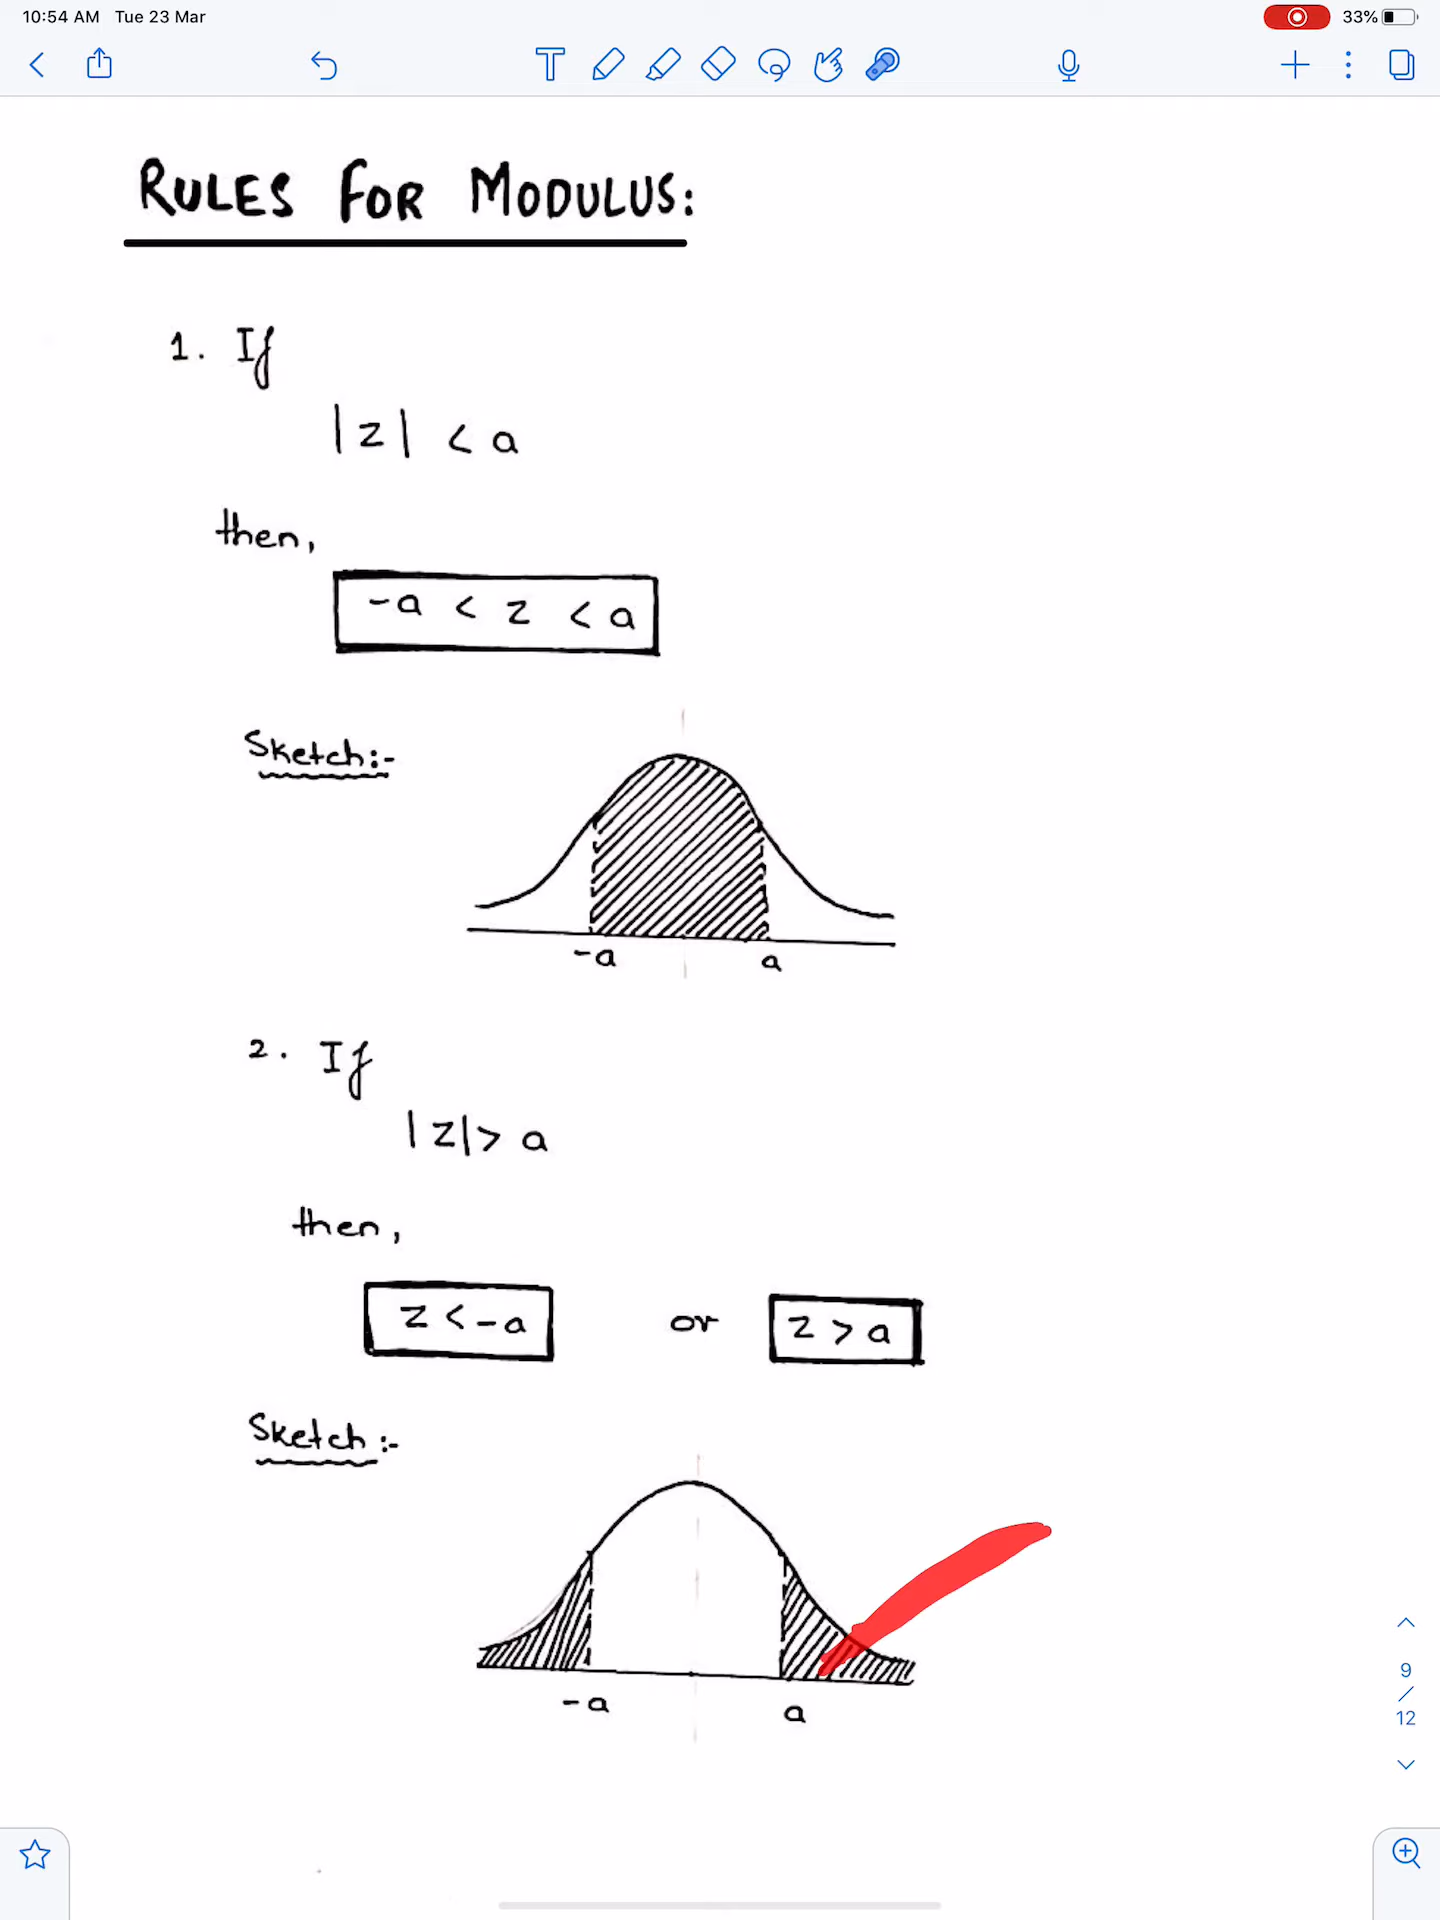 10:54 AM Tue 23 Mar
33%
RULES FOR MODULUS:
1. If
|z| < a
then,
-a < z < a
Sketch:-
-a a
2. If
|z| > a
then,
z < -a or z > a
Sketch:-
-a a
9
/
12